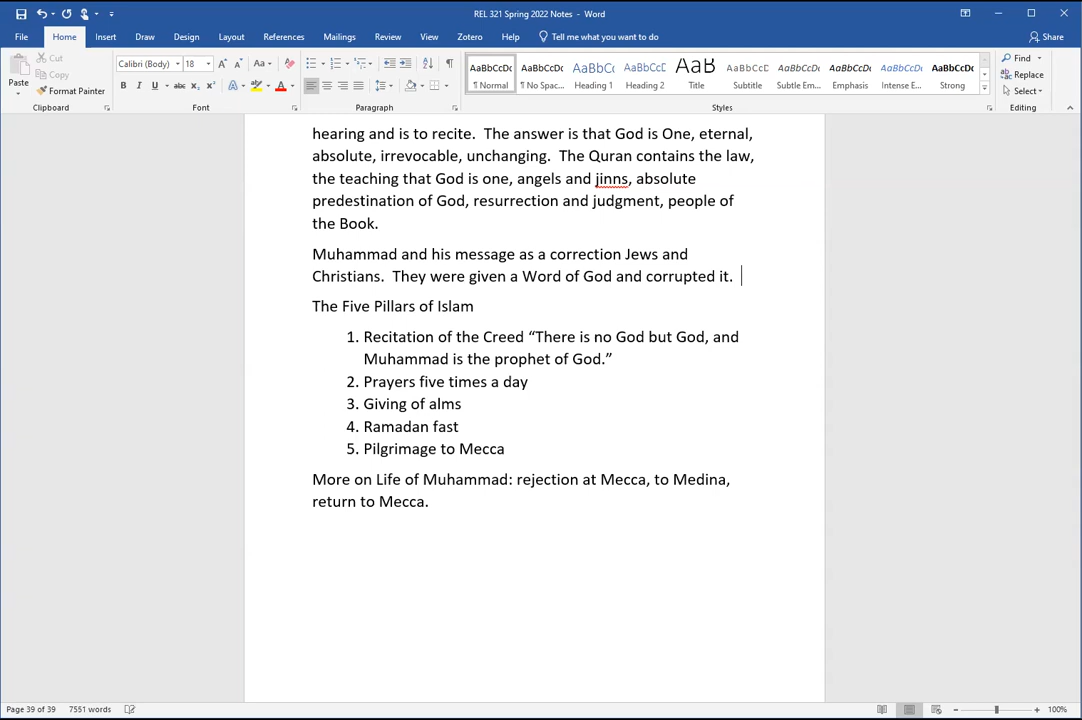 REL 321 Spring 2022 Notes - Word
File Home Insert Draw Design Layout References Mailings Review View Zotero Help Tell me what you want to do Share
Paste Cut Copy Format Painter Clipboard
Calibri (Body) 18 Aa B I U abc x₂ x² A A Font
Paragraph
AaBbCcDc AaBbCcDc AaBbCc AaBbCcD AaB AaBbCcD AaBbCcDc AaBbCcDc AaBbCcDc AaBbCcDc
¶ Normal ¶ No Spac... Heading 1 Heading 2 Title Subtitle Subtle Em... Emphasis Intense E... Strong
Styles
Find Replace Select Editing
hearing and is to recite.  The answer is that God is One, eternal,
absolute, irrevocable, unchanging.  The Quran contains the law,
the teaching that God is one, angels and jinns, absolute
predestination of God, resurrection and judgment, people of
the Book.
Muhammad and his message as a correction Jews and
Christians.  They were given a Word of God and corrupted it.
The Five Pillars of Islam
1. Recitation of the Creed “There is no God but God, and
Muhammad is the prophet of God.”
2. Prayers five times a day
3. Giving of alms
4. Ramadan fast
5. Pilgrimage to Mecca
More on Life of Muhammad: rejection at Mecca, to Medina,
return to Mecca.
Page 39 of 39 7551 words 100%